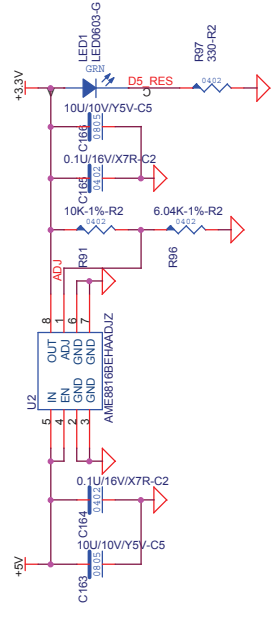 +5V
C163
10U/10V/Y5V-C5
0805
C164
0.1U/16V/X7R-C2
0402
U2
5
4
2
3
IN
EN
GND
GND
OUT
ADJ
GND
GND
8
1
6
7
AME8816BEHAADJZ
ADJ
R91
10K-1%-R2
0402
R96
6.04K-1%-R2
0402
C165
0.1U/16V/X7R-C2
0402
C166
10U/10V/Y5V-C5
0805
+3.3V
LED1
LED0603-G
GRN
D5_RES
C
R97
330-R2
0402